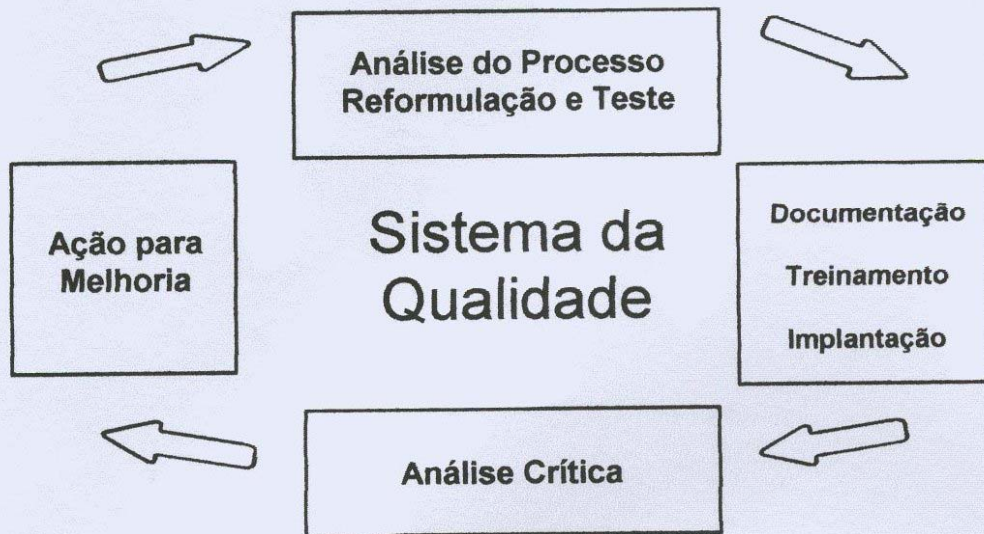 Análise do Processo
Reformulação e Teste
Ação para
Melhoria
Sistema da
Qualidade
Documentação
Treinamento
Implantação
Análise Crítica